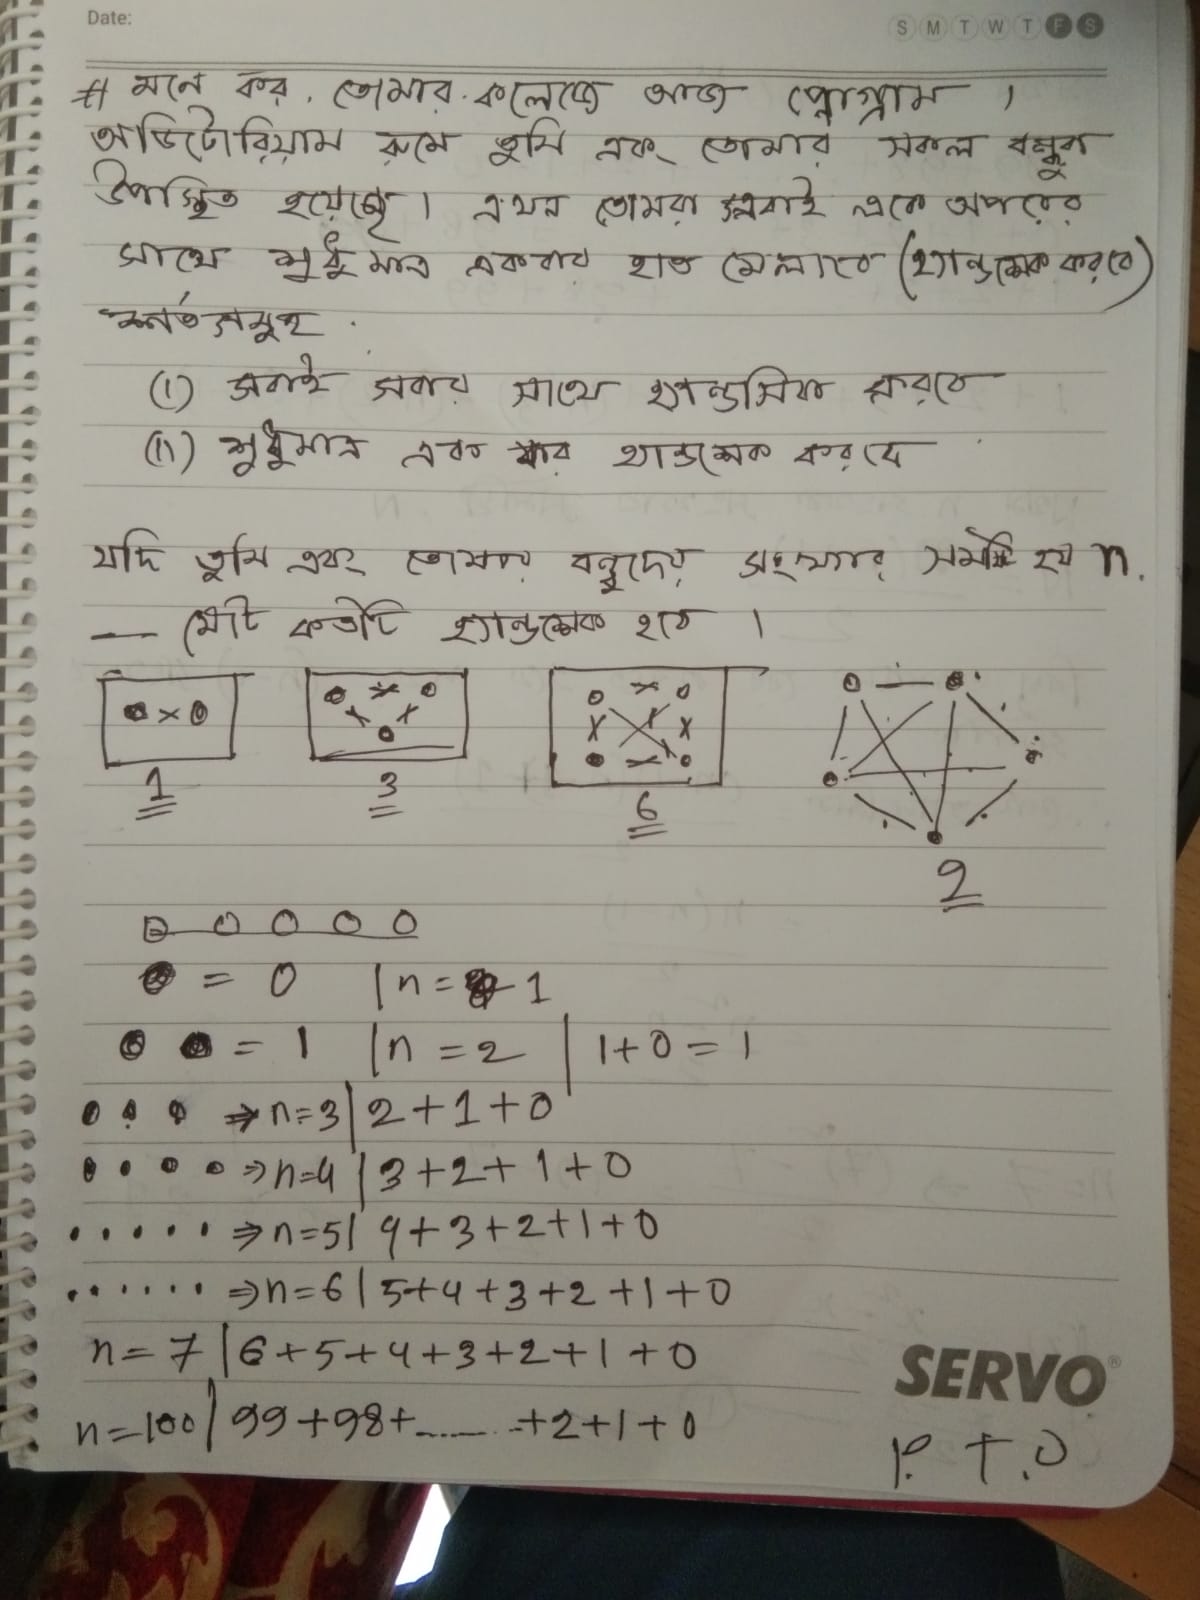 Date:
S M T W T F S
# মনে কর, তোমার কলেজে আজ প্রোগ্রাম ।
অডিটোরিয়াম রুমে তুমি এবং তোমার সকল বন্ধুরা
উপস্থিত হয়েছে। এখন তোমরা সবাই একে অপরের
সাথে শুধুমাত্র একবার হাত মেলাবে (হ্যান্ডশেক করবে)
শর্তসমূহ
(i) সবাই সবার সাথে হ্যান্ডসিক করবে
(ii) শুধুমাত্র এক বার হ্যান্ডশেক করবে
যদি তুমি এবং তোমার বন্ধুদের সংখ্যার সমষ্টি হয় n.
— মোট কতটি হ্যান্ডশেক হবে ।
1 3 6
?
= 0 | n = 1
= 1 | n = 2 | 1+0 = 1
⇒ n=3 | 2+1+0
⇒ n=4 | 3+2+1+0
⇒ n=5 | 4+3+2+1+0
⇒ n=6 | 5+4+3+2+1+0
n = 7 | 6+5+4+3+2+1+0
n=100 | 99+98+......+2+1+0
SERVO®
P. T. O